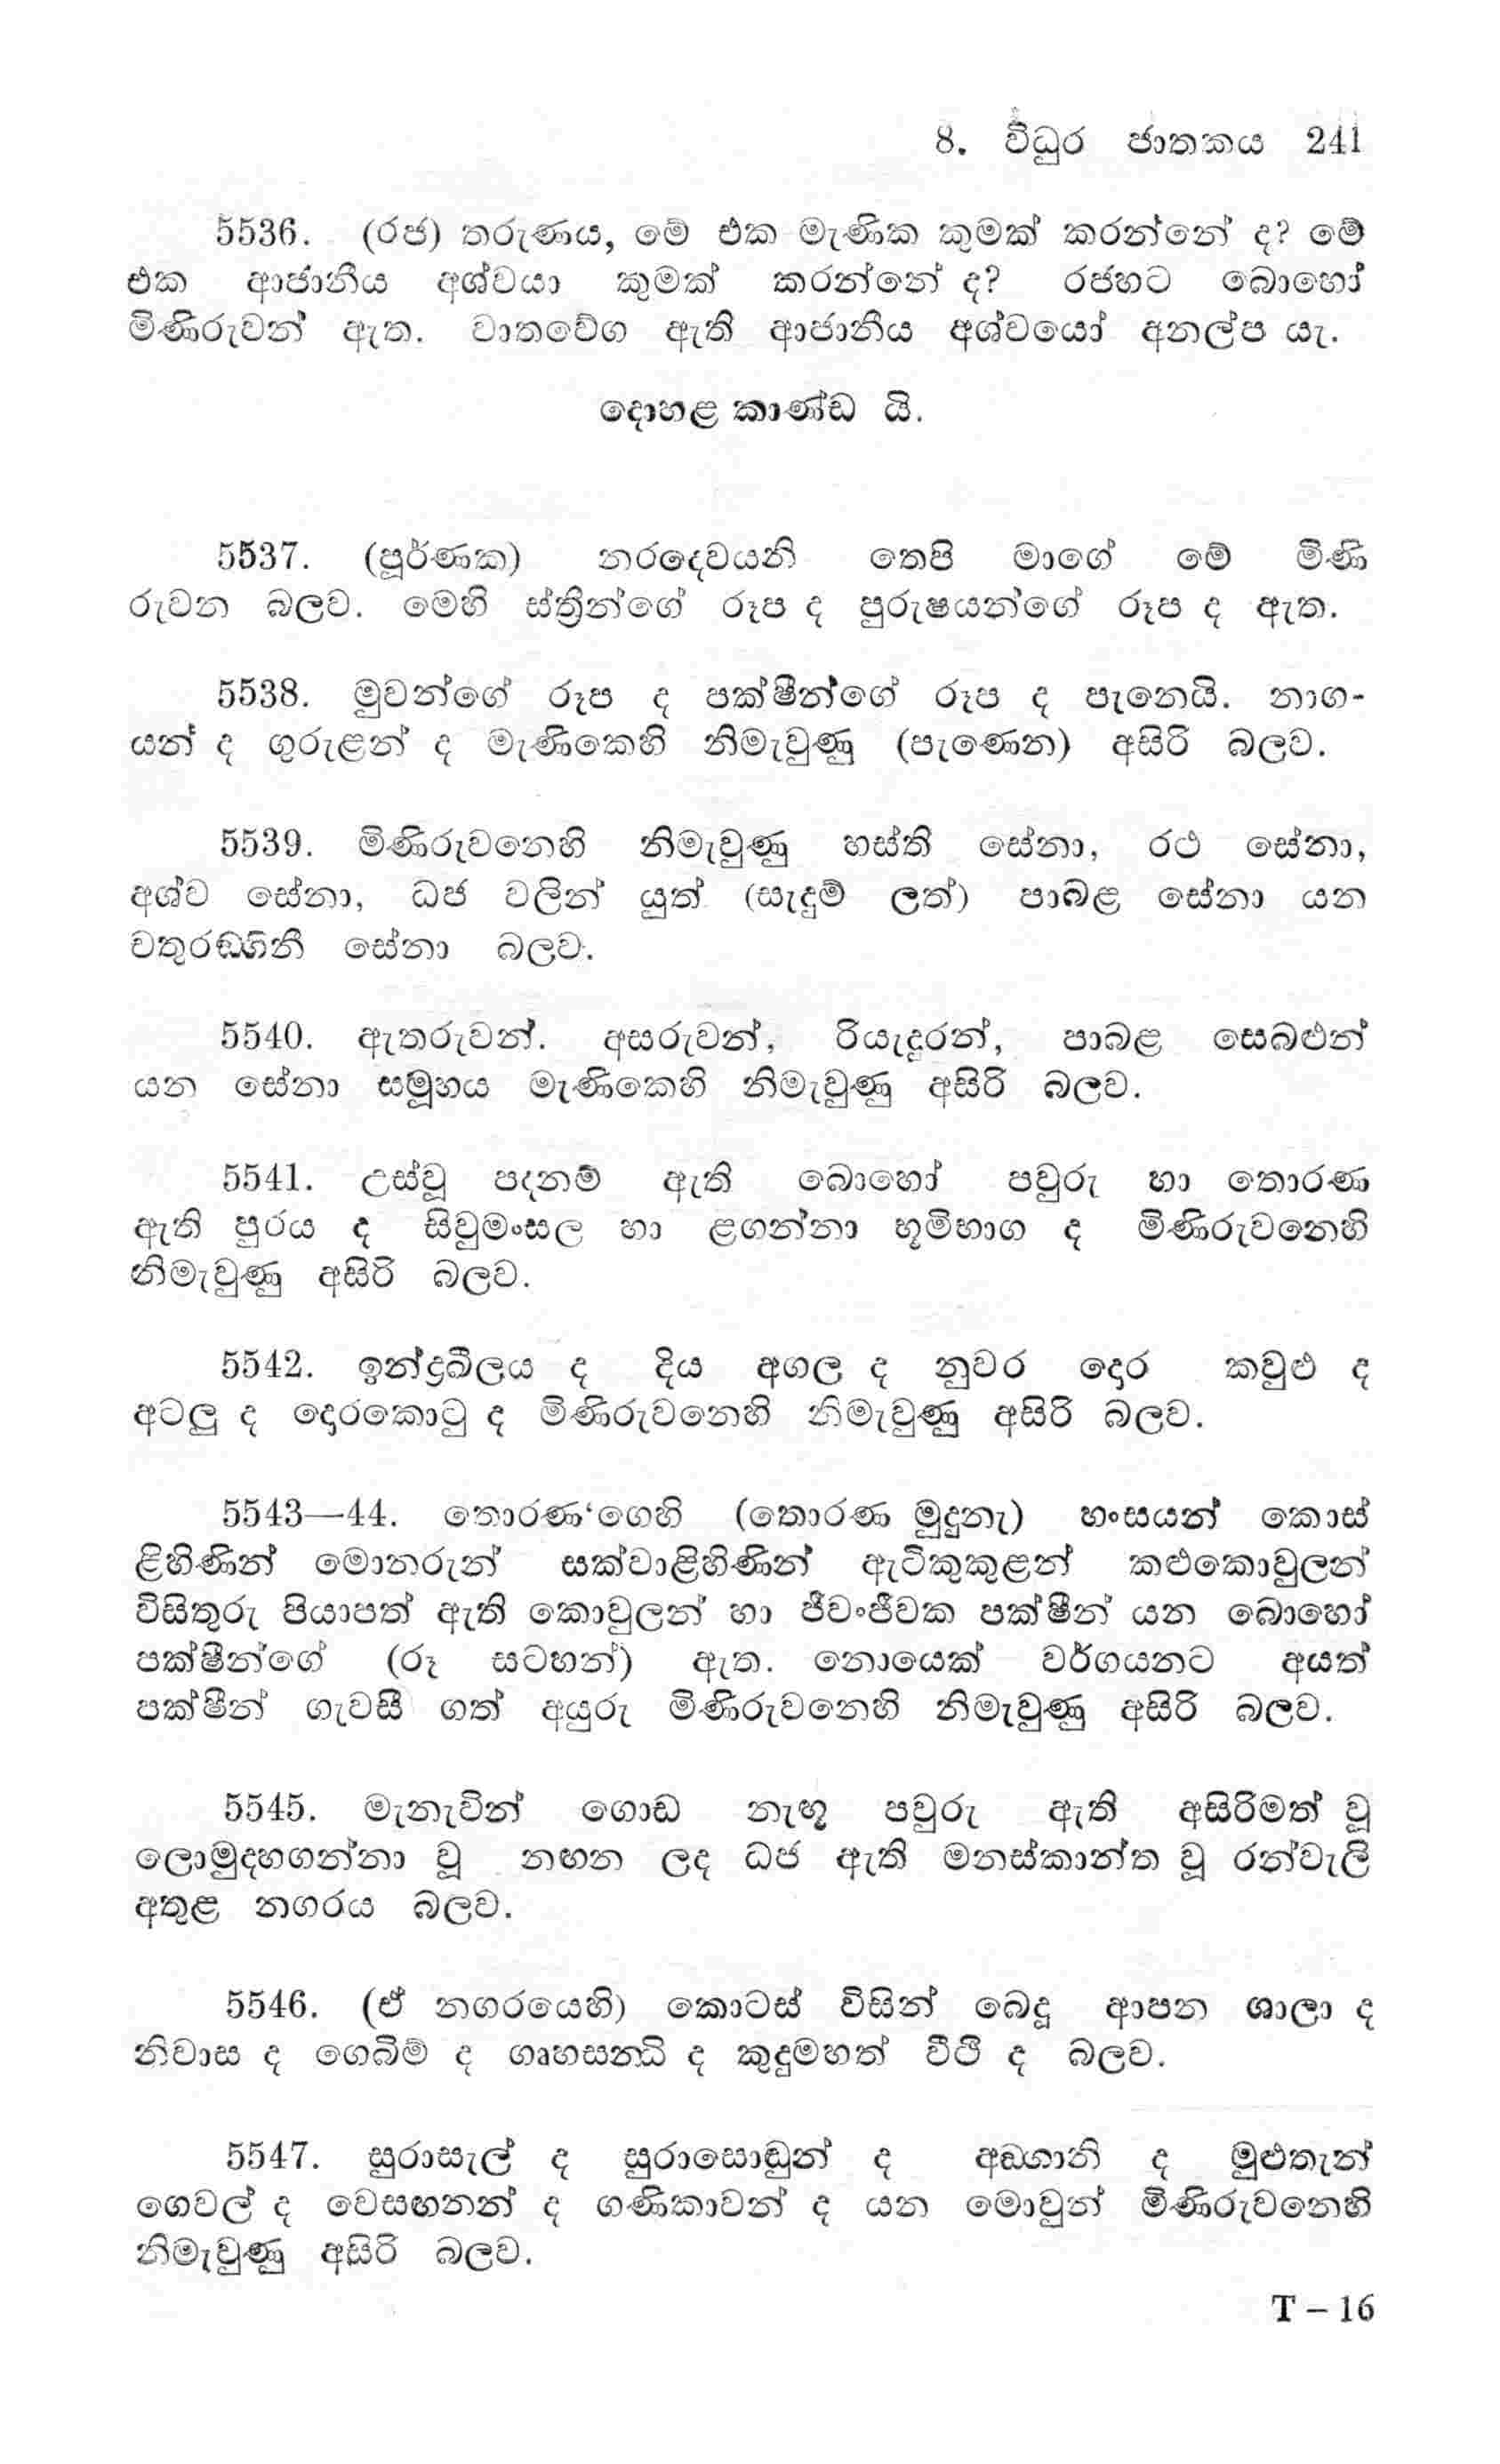 8. විධුර ජාතකය 241
5536. (රජ) තරුණය, මේ එක මැණික කුමක් කරන්නේ ද? මේ
එක ආජානීය අශ්වයා කුමක් කරන්නේ ද? රජහට බොහෝ
මිණිරුවන් ඇත. වාතවේග ඇති ආජානීය අශ්වයෝ අනල්ප යැ.
දොහළ කාණ්ඩ යි.
5537. (පූර්ණක) නරදෙවයනි තෙපි මාගේ මේ මිණි
රුවන බලව. මෙහි ස්ත්‍රීන්ගේ රූප ද පුරුෂයන්ගේ රූප ද ඇත.
5538. මුවන්ගේ රූප ද පක්ෂීන්ගේ රූප ද පැනෙයි. නාග-
යන් ද ගුරුළන් ද මැණිකෙහි නිමැවුණු (පැණෙන) අසිරි බලව.
5539. මිණිරුවනෙහි නිමැවුණු හස්ති සේනා, රථ සේනා,
අශ්ව සේනා, ධජ වලින් යුත් (සැදුම් ලත්) පාබළ සේනා යන
චතුරඞ්ගිනී සේනා බලව.
5540. ඇතරුවන්. අසරුවන්, රියැදුරන්, පාබළ සෙබළුන්
යන සේනා සමූහය මැණිකෙහි නිමැවුණු අසිරි බලව.
5541. උස්වූ පදනම් ඇති බොහෝ පවුරු හා තොරණ
ඇති පුරය ද සිවුමංසල හා ළගන්නා භූමිභාග ද මිණිරුවනෙහි
නිමැවුණු අසිරි බලව.
5542. ඉන්ද්‍රඛීලය ද දිය අගල ද නුවර දොර කවුළු ද
අටලු ද දොරකොටු ද මිණිරුවනෙහි නිමැවුණු අසිරි බලව.
5543—44. තොරණ‘ගෙහි (තොරණ මුදුනැ) හංසයන් කොස්
ළිහිණින් මොනරුන් සක්වාළිහිණින් ඇටිකුකුළන් කළුකොවුලන්
විසිතුරු පියාපත් ඇති කොවුලන් හා ජීවංජීවක පක්ෂීන් යන බොහෝ
පක්ෂීන්ගේ (රූ සටහන්) ඇත. නොයෙක් වර්ගයනට අයත්
පක්ෂීන් ගැවසී ගත් අයුරු මිණිරුවනෙහි නිමැවුණු අසිරි බලව.
5545. මැනැවින් ගොඩ නැඟූ පවුරු ඇති අසිරිමත් වූ
ලොමුදහගන්නා වූ නඟන ලද ධජ ඇති මනස්කාන්ත වූ රන්වැලි
අතුළ නගරය බලව.
5546. (ඒ නගරයෙහි) කොටස් විසින් බෙදූ ආපන ශාලා ද
නිවාස ද ගෙබිම් ද ගෘහසන්ධි ද කුදුමහත් වීථි ද බලව.
5547. සුරාසැල් ද සුරාසොඬුන් ද අඞ්ගානි ද මුළුතැන්
ගෙවල් ද වෙසඟනන් ද ගණිකාවන් ද යන මොවුන් මිණිරුවනෙහි
නිමැවුණු අසිරි බලව.
T – 16